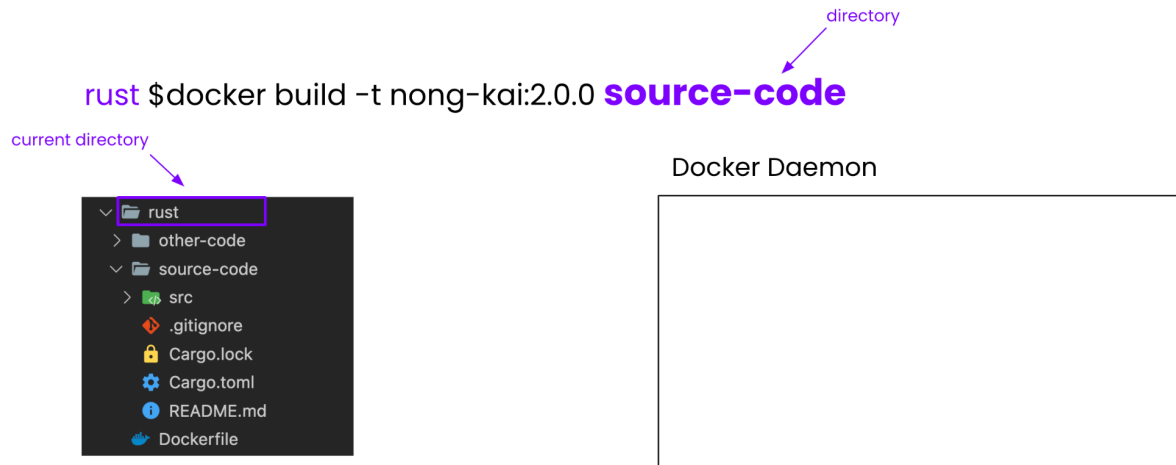 directory
rust $docker build -t nong-kai:2.0.0 source-code
current directory
Docker Daemon
rust
other-code
source-code
src
.gitignore
Cargo.lock
Cargo.toml
README.md
Dockerfile